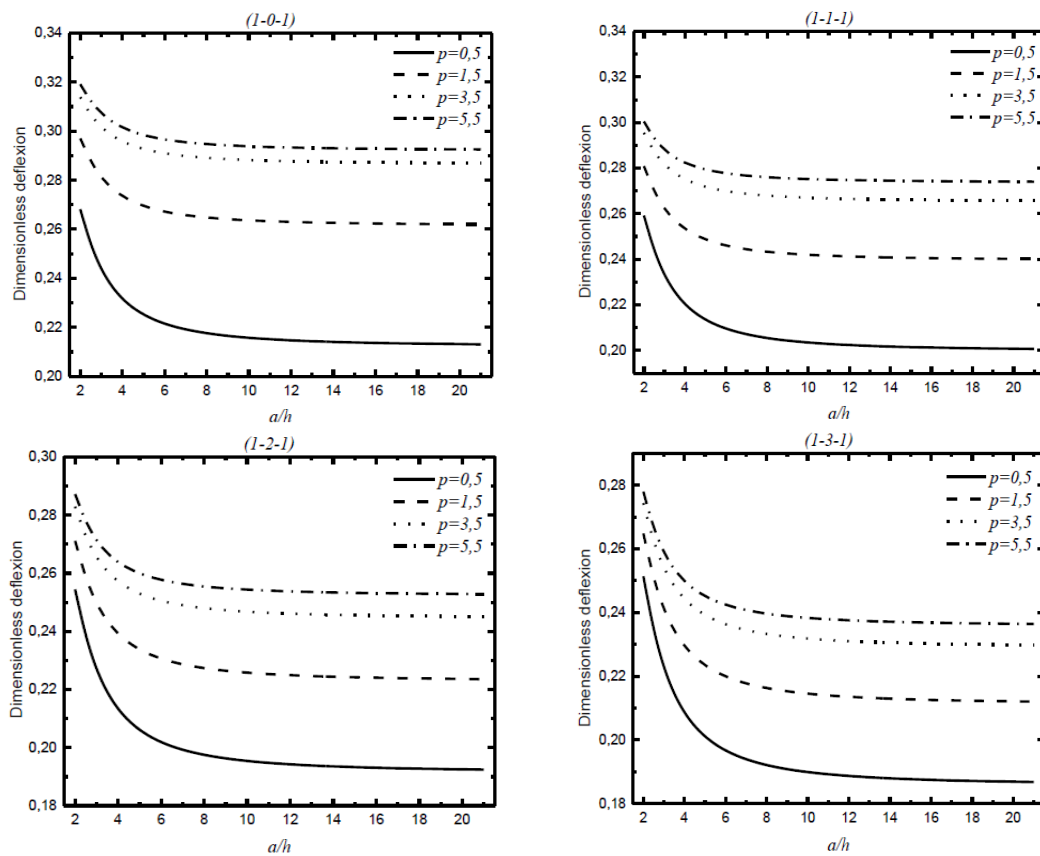 (1-0-1)
0,34
0,32
0,30
0,28
0,26
0,24
0,22
0,20
Dimensionless deflexion
p=0,5
p=1,5
p=3,5
p=5,5
2 4 6 8 10 12 14 16 18 20
a/h
(1-1-1)
0,34
0,32
0,30
0,28
0,26
0,24
0,22
0,20
Dimensionless deflexion
p=0,5
p=1,5
p=3,5
p=5,5
2 4 6 8 10 12 14 16 18 20
a/h
(1-2-1)
0,30
0,28
0,26
0,24
0,22
0,20
0,18
Dimensionless deflexion
p=0,5
p=1,5
p=3,5
p=5,5
2 4 6 8 10 12 14 16 18 20
a/h
(1-3-1)
0,28
0,26
0,24
0,22
0,20
0,18
Dimensionless deflexion
p=0,5
p=1,5
p=3,5
p=5,5
2 4 6 8 10 12 14 16 18 20
a/h